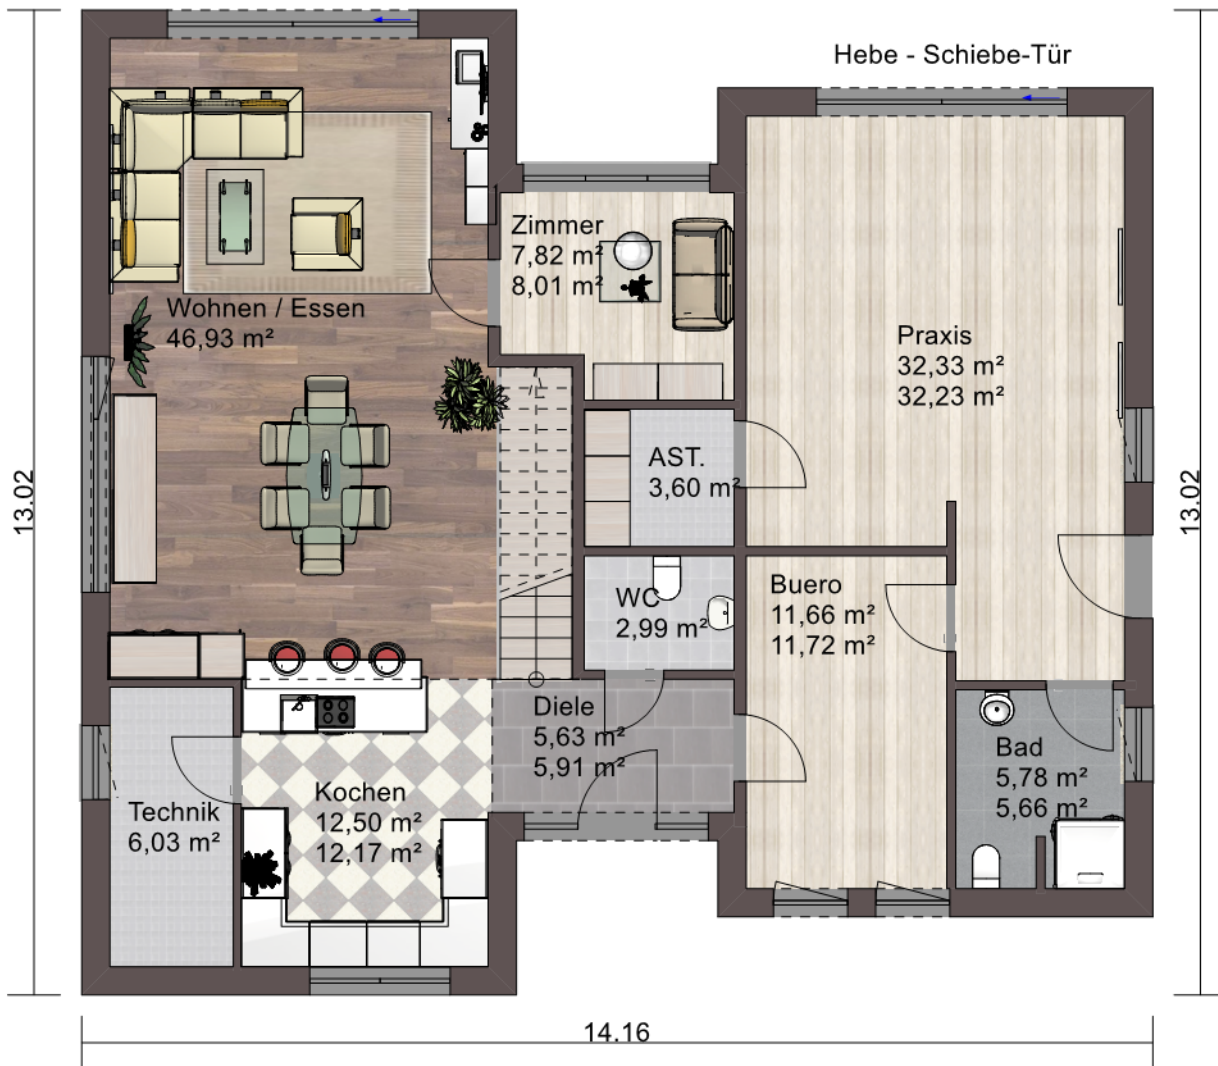 Hebe - Schiebe-Tür
Zimmer
7,82 m²
8,01 m²
Wohnen / Essen
46,93 m²
Praxis
32,33 m²
32,23 m²
AST.
3,60 m²
13.02
13.02
WC
2,99 m²
Buero
11,66 m²
11,72 m²
Diele
5,63 m²
5,91 m²
Bad
5,78 m²
5,66 m²
Kochen
12,50 m²
12,17 m²
Technik
6,03 m²
14.16